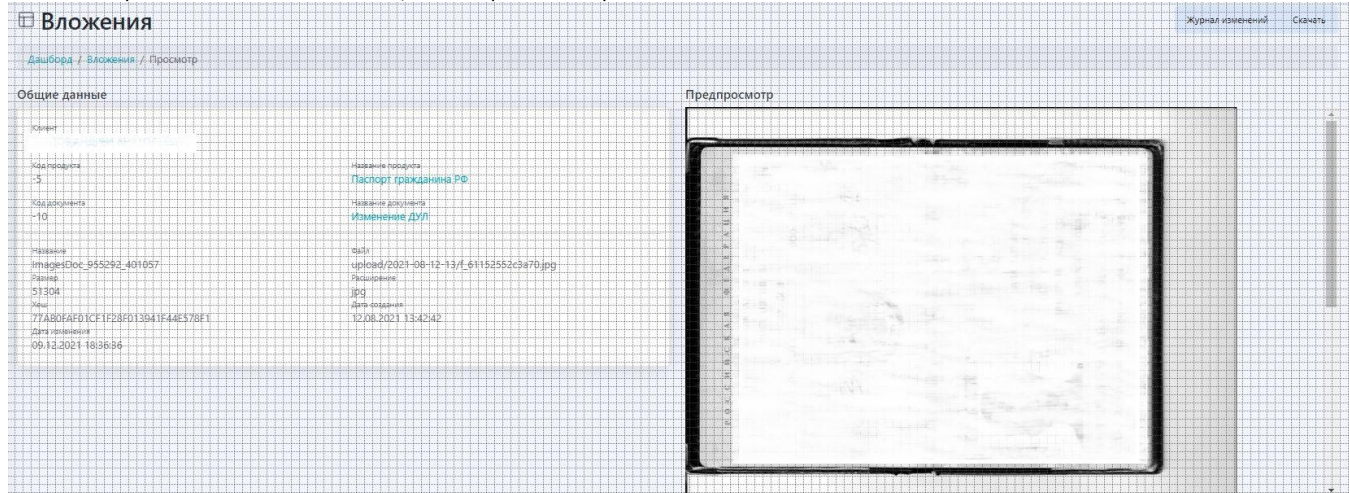 Вложения
Журнал изменений Скачать
Дашборд / Вложения / Просмотр
Общие данные
Клиент
Код продукта
-5
Название продукта
Паспорт гражданина РФ
Код документа
-10
Название документа
Изменение ДУЛ
Название
ImagesDoc_955292_401057
Файл
upload/2021-08-12-13/f_61152552c3a70.jpg
Размер
51304
Расширение
jpg
Хеш
77AB0FAF01CF1F28F013941F44E578F1
Дата создания
12.08.2021 13:42:42
Дата изменения
09.12.2021 18:36:36
Предпросмотр
РОССИЙСКАЯ ФЕДЕРАЦИЯ